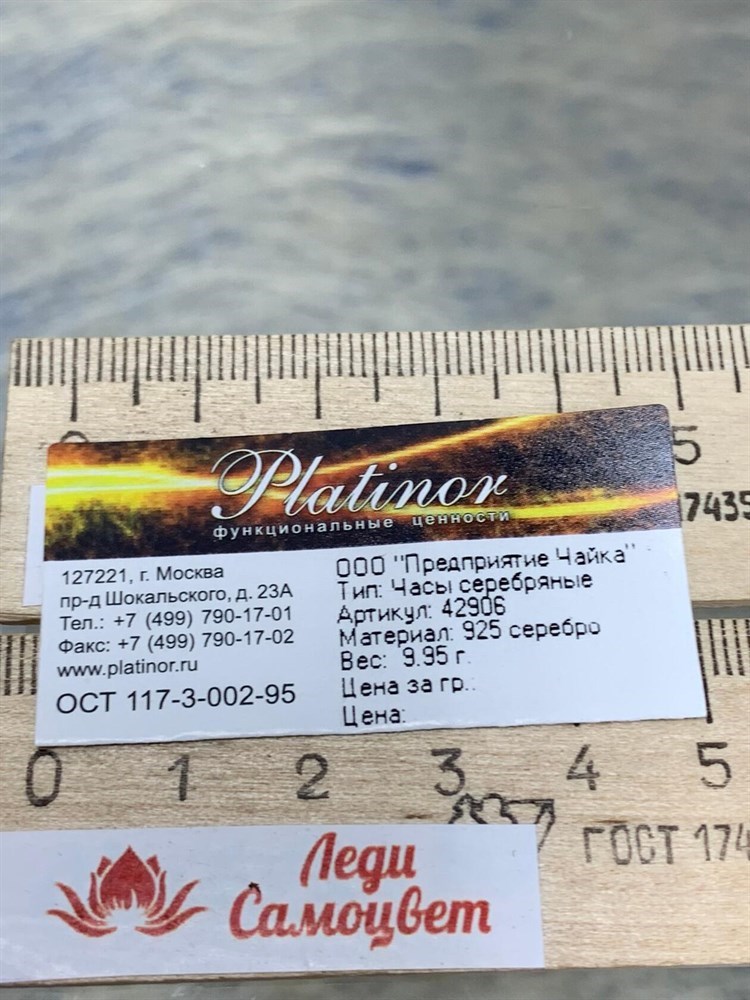 5
Platinor
функциональные ценности
127221, г. Москва
пр-д Шокальского, д. 23А
Тел.: +7 (499) 790-17-01
Факс: +7 (499) 790-17-02
www.platinor.ru
ОСТ 117-3-002-95
ООО "Предприятие Чайка"
Тип: Часы серебряные
Артикул: 42906
Материал: 925 серебро
Вес: 9.95 г.
Цена за гр.:
Цена:
0 1 2 3 4 5
ГОСТ 174
Леди
Самоцвет